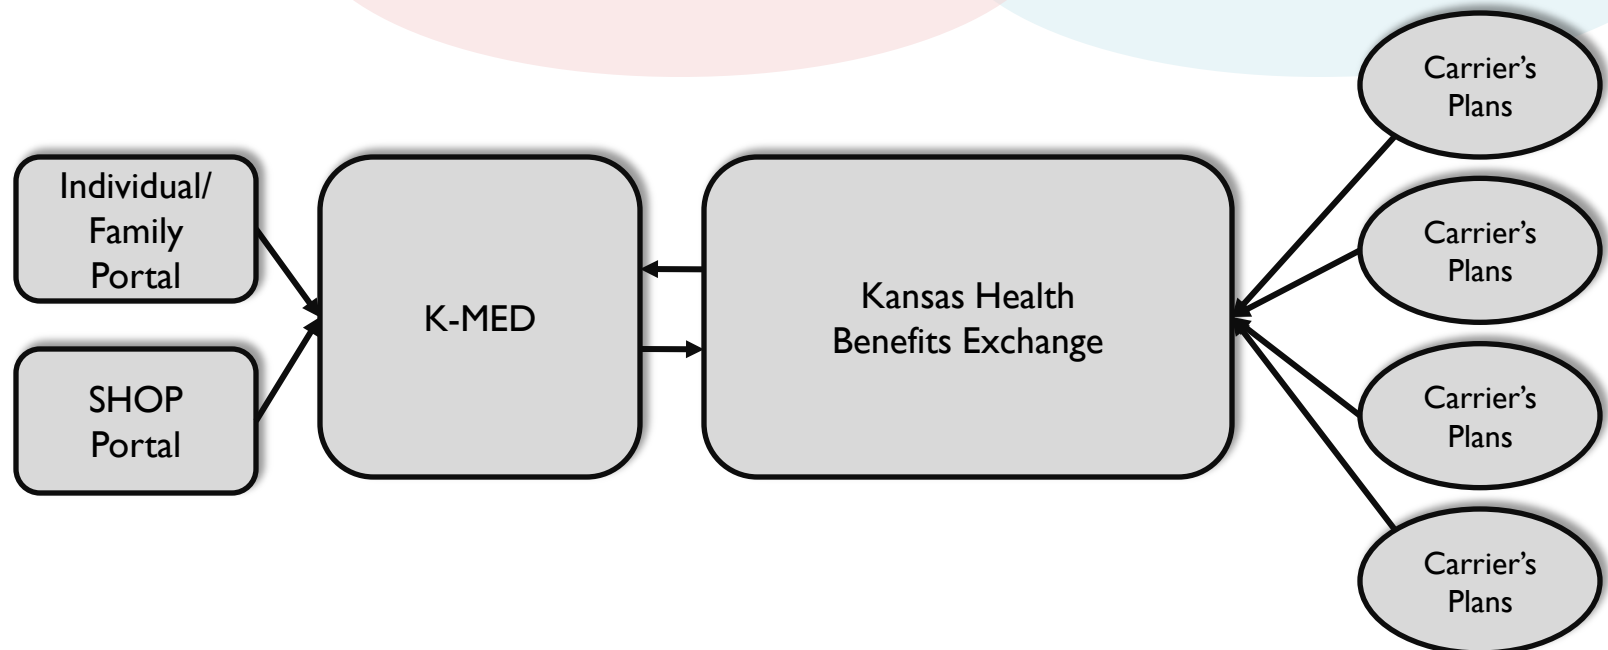 Individual/
Family
Portal
SHOP
Portal
K-MED
Kansas Health
Benefits Exchange
Carrier’s
Plans
Carrier’s
Plans
Carrier’s
Plans
Carrier’s
Plans